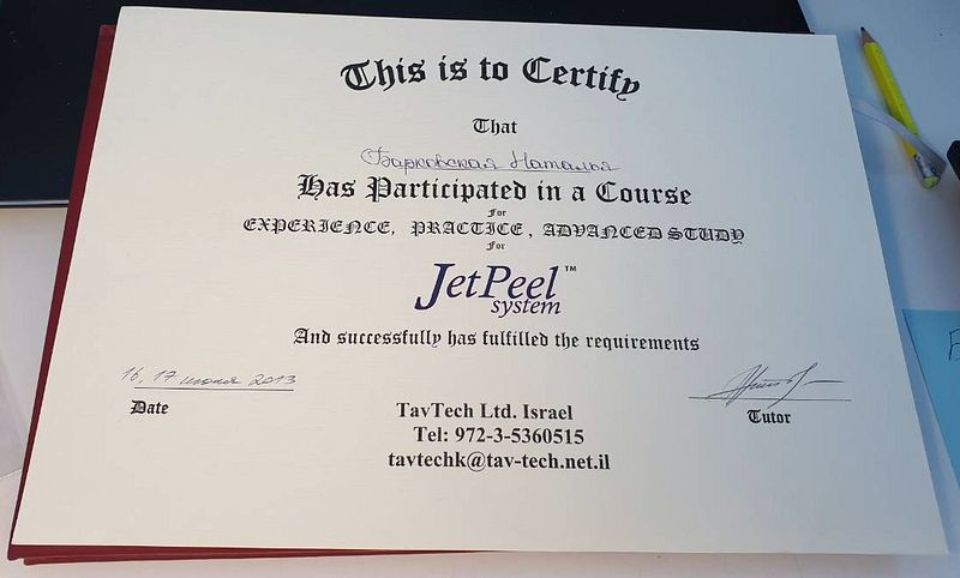 This is to Certify
That
Барковская Наталья
Has Participated in a Course
For
EXPERIENCE, PRACTICE, ADVANCED STUDY
For
JetPeel™
system
And successfully has fulfilled the requirements
16, 17 июня 2013
Date
Tutor
TavTech Ltd. Israel
Tel: 972-3-5360515
tavtechk@tav-tech.net.il